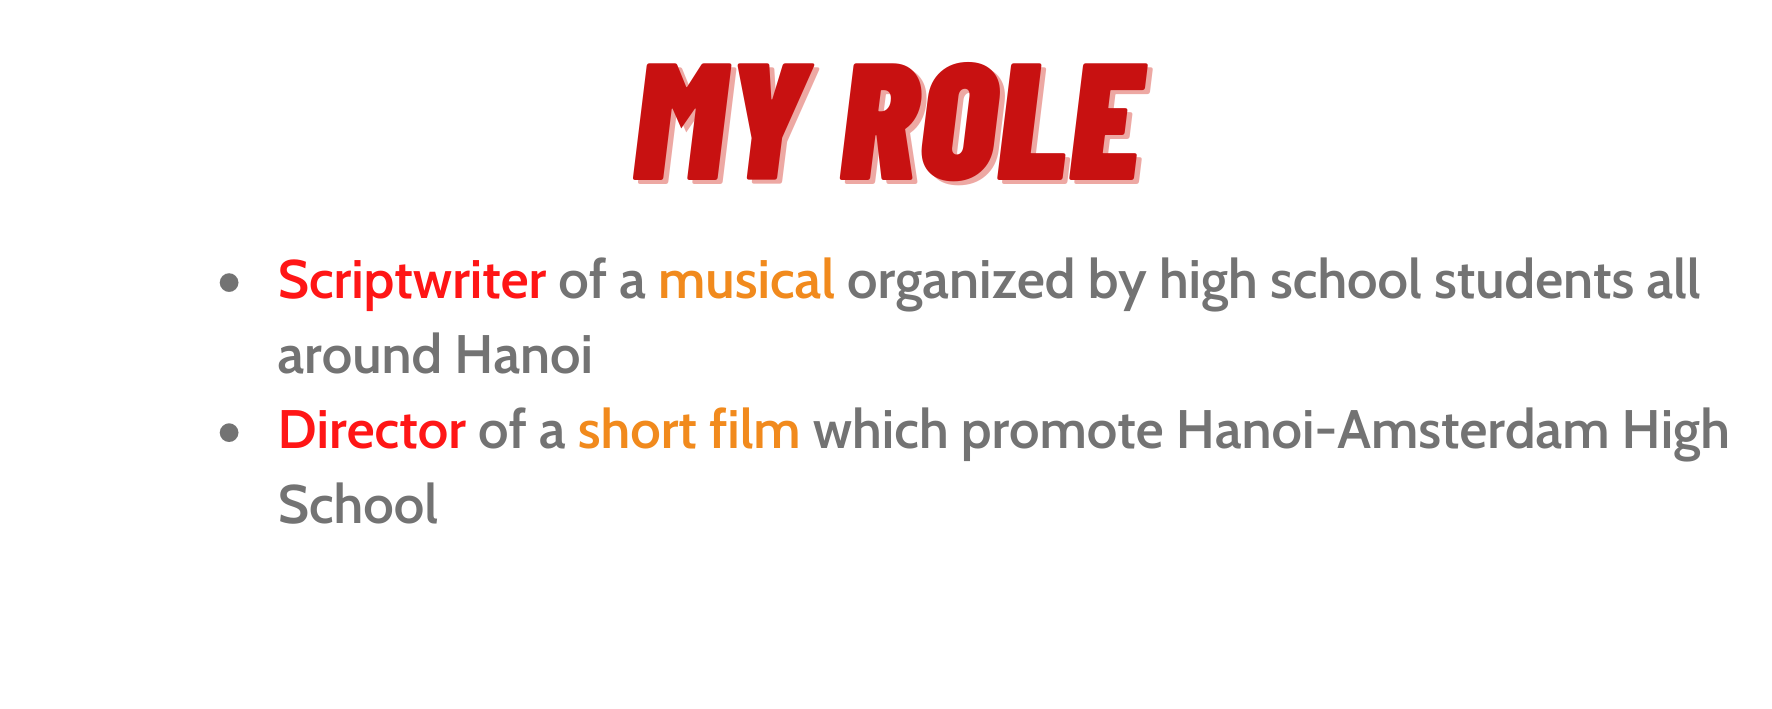 MY ROLE
• Scriptwriter of a musical organized by high school students all
around Hanoi
• Director of a short film which promote Hanoi-Amsterdam High
School